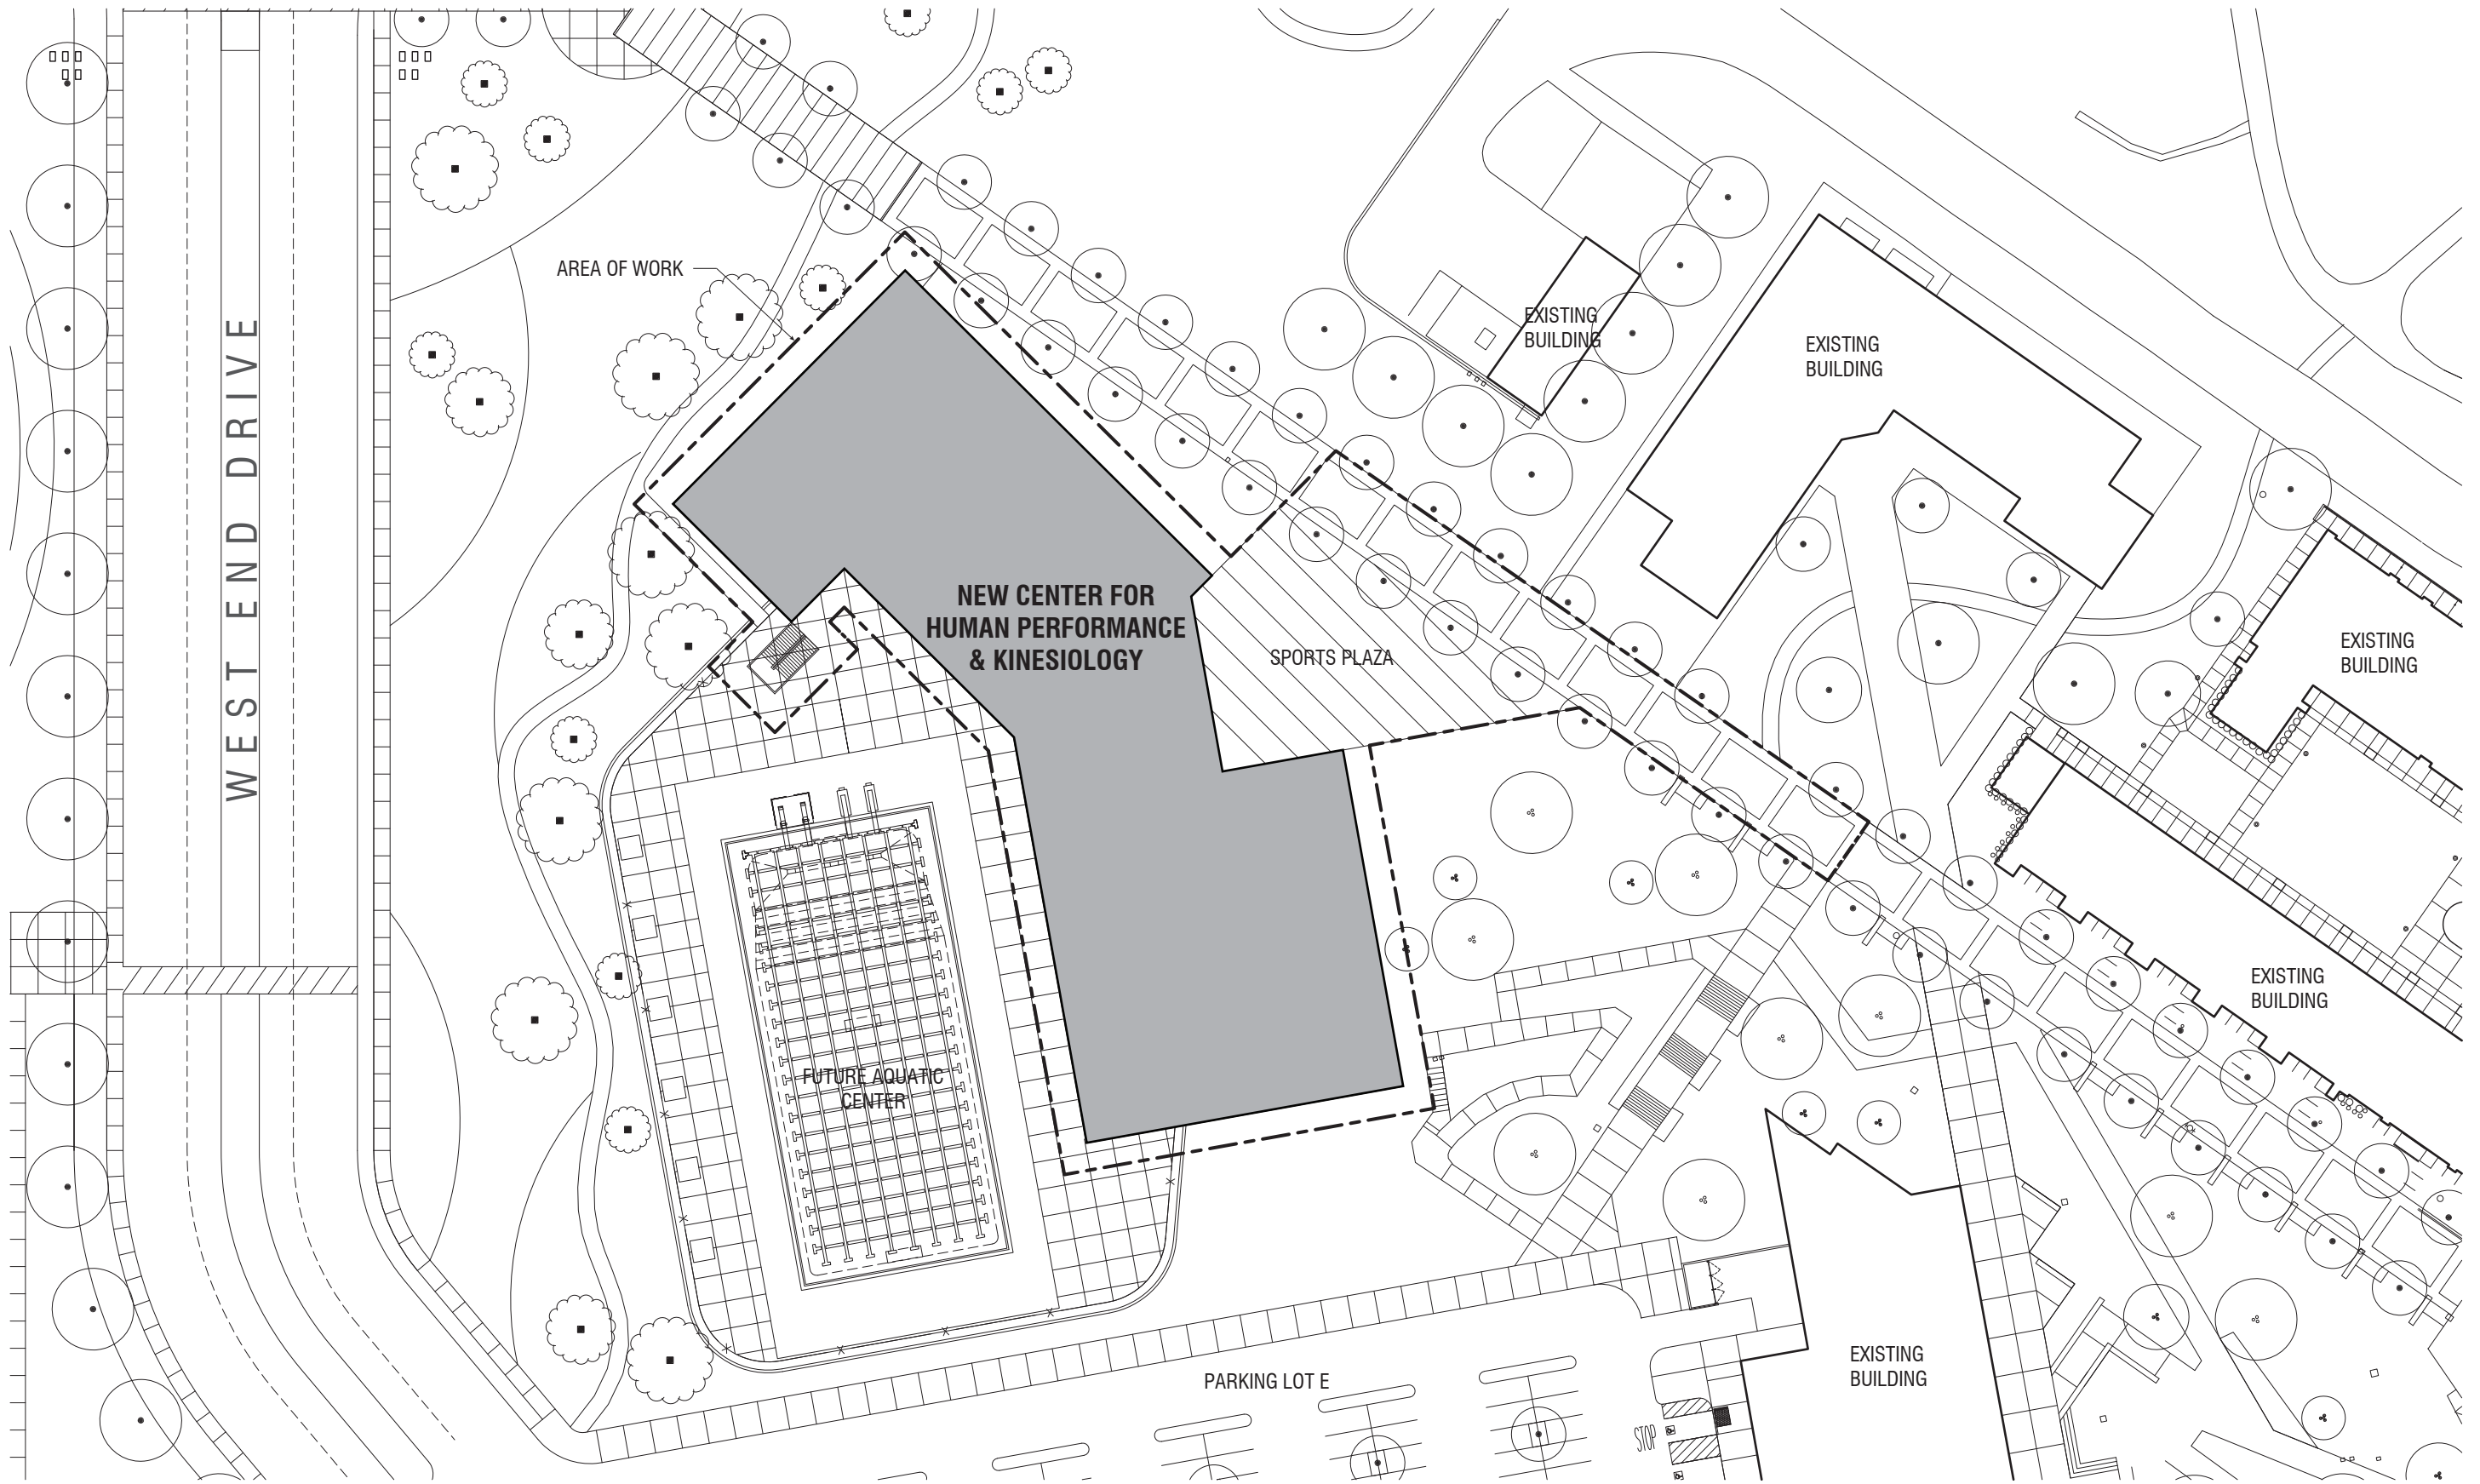 AREA OF WORK
EXISTING
BUILDING
EXISTING
BUILDING
WEST END DRIVE
NEW CENTER FOR
HUMAN PERFORMANCE
& KINESIOLOGY
SPORTS PLAZA
EXISTING
BUILDING
EXISTING
BUILDING
FUTURE AQUATIC
CENTER
EXISTING
BUILDING
PARKING LOT E
STOP